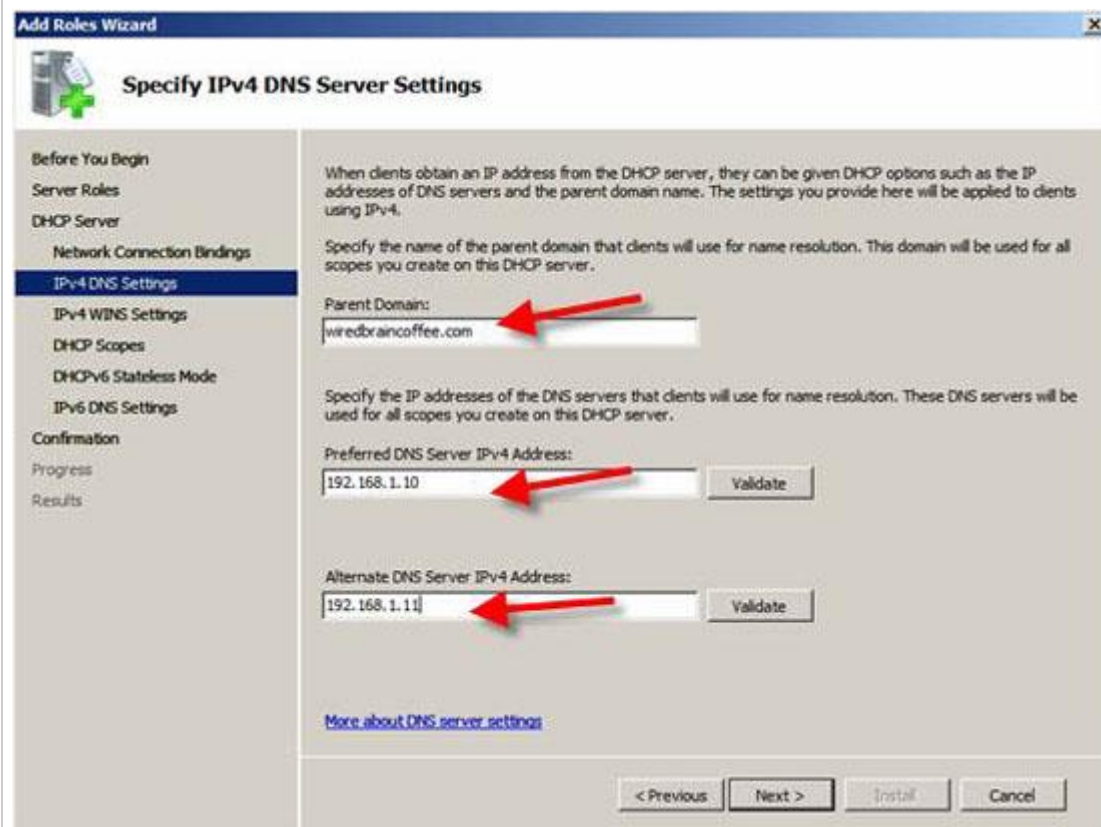 Add Roles Wizard
Specify IPv4 DNS Server Settings
Before You Begin
Server Roles
DHCP Server
Network Connection Bindings
IPv4 DNS Settings
IPv4 WINS Settings
DHCP Scopes
DHCPv6 Stateless Mode
IPv6 DNS Settings
Confirmation
Progress
Results
When clients obtain an IP address from the DHCP server, they can be given DHCP options such as the IP
addresses of DNS servers and the parent domain name. The settings you provide here will be applied to clients
using IPv4.
Specify the name of the parent domain that clients will use for name resolution. This domain will be used for all
scopes you create on this DHCP server.
Parent Domain:
wiredbraincoffee.com
Specify the IP addresses of the DNS servers that clients will use for name resolution. These DNS servers will be
used for all scopes you create on this DHCP server.
Preferred DNS Server IPv4 Address:
192.168.1.10
Validate
Alternate DNS Server IPv4 Address:
192.168.1.11
Validate
More about DNS server settings
< Previous
Next >
Install
Cancel